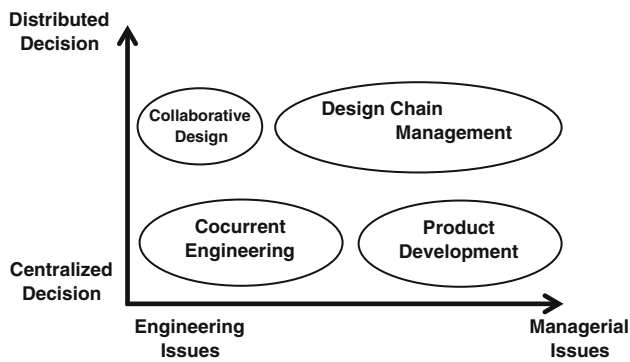 Distributed
Decision
Collaborative
Design
Design Chain
Management
Cocurrent
Engineering
Product
Development
Centralized
Decision
Engineering
Issues
Managerial
Issues